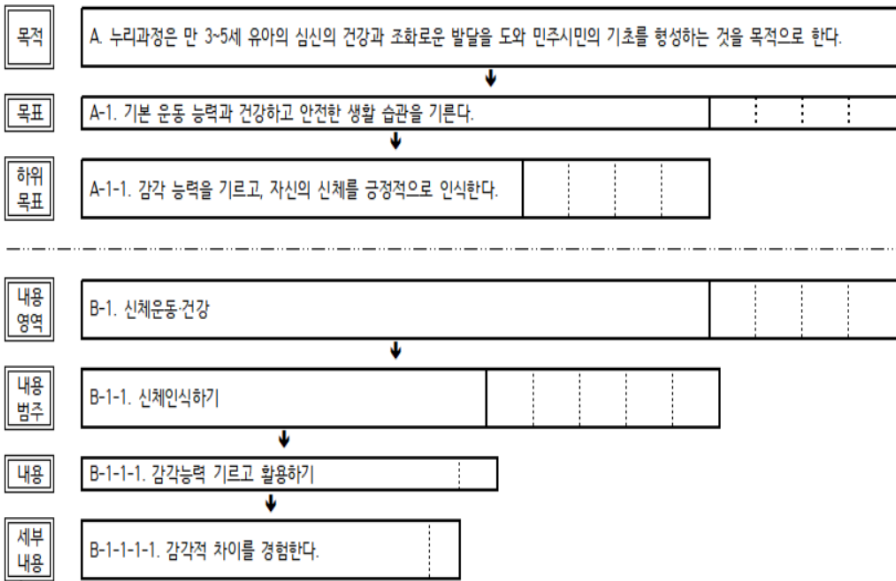 목적
A. 누리과정은 만 3~5세 유아의 심신의 건강과 조화로운 발달을 도와 민주시민의 기초를 형성하는 것을 목적으로 한다.
목표
A-1. 기본 운동 능력과 건강하고 안전한 생활 습관을 기른다.
하위
목표
A-1-1. 감각 능력을 기르고, 자신의 신체를 긍정적으로 인식한다.
내용
영역
B-1. 신체운동·건강
내용
범주
B-1-1. 신체인식하기
내용
B-1-1-1. 감각능력 기르고 활용하기
세부
내용
B-1-1-1-1. 감각적 차이를 경험한다.